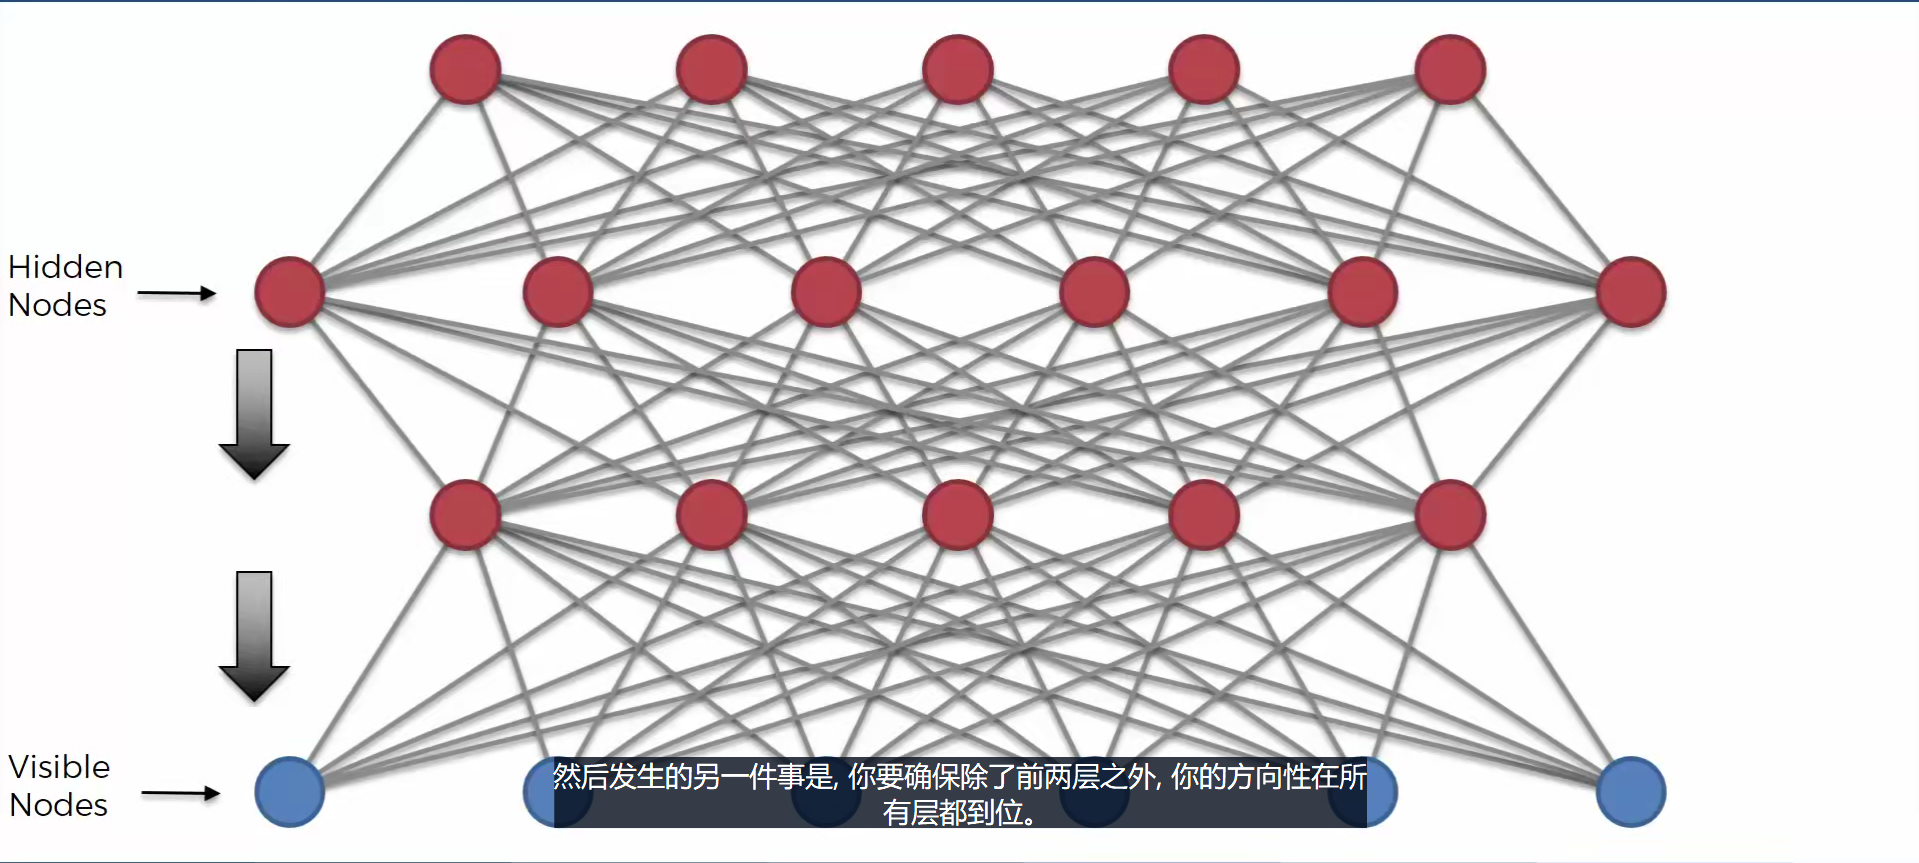 Hidden
Nodes
Visible
Nodes
然后发生的另一件事是, 你要确保除了前两层之外, 你的方向性在所
有层都到位。